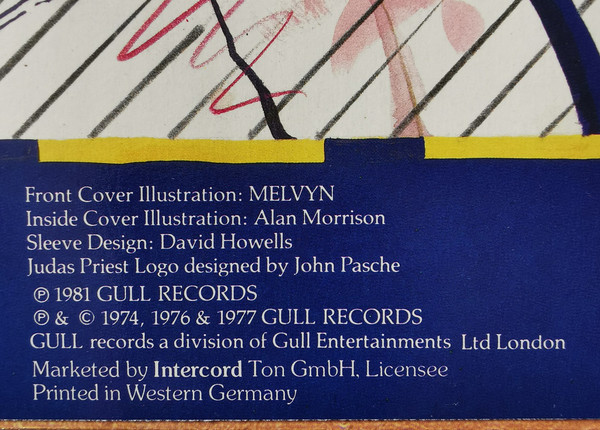 Front Cover Illustration: MELVYN
Inside Cover Illustration: Alan Morrison
Sleeve Design: David Howells
Judas Priest Logo designed by John Pasche
℗ 1981 GULL RECORDS
℗ & © 1974, 1976 & 1977 GULL RECORDS
GULL records a division of Gull Entertainments Ltd London
Marketed by Intercord Ton GmbH, Licensee
Printed in Western Germany